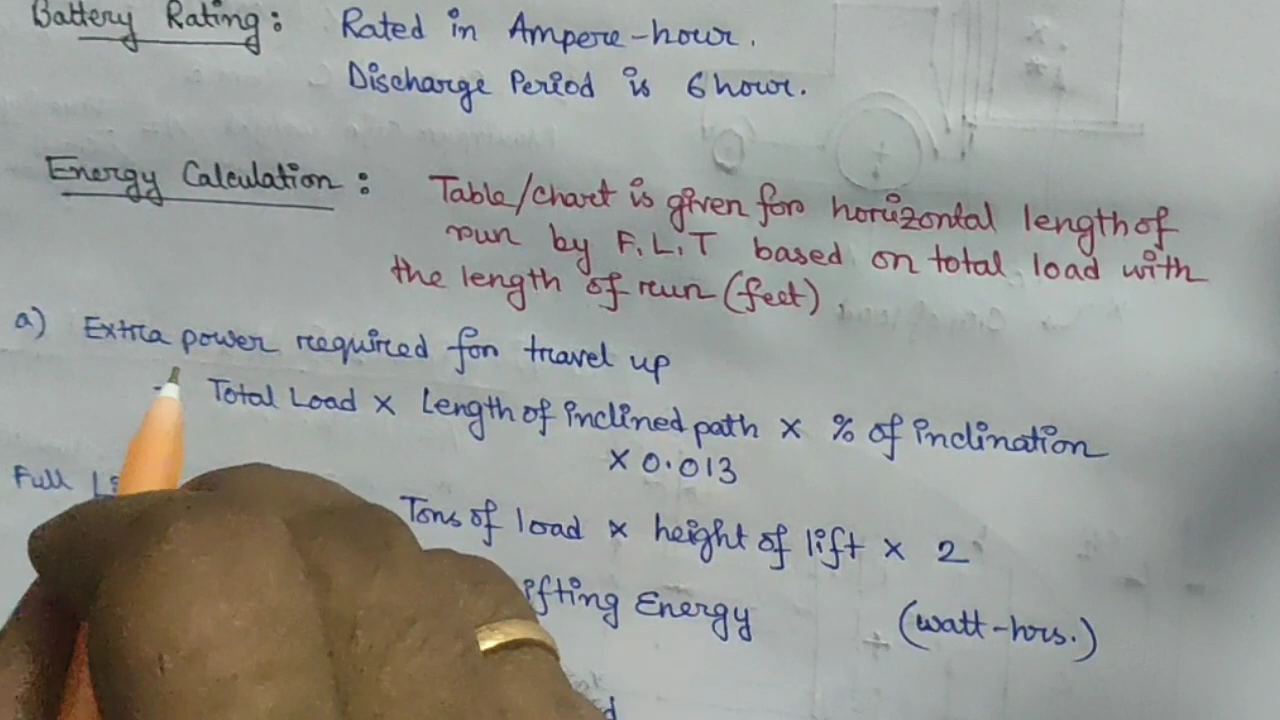 Battery Rating : Rated in Ampere-hour.
Discharge Period is 6 hour.
Energy Calculation : Table/chart is given for horizontal length of
run by F.L.T based on total load with
the length of run (feet).
a) Extra power required for travel up
Total Load × Length of inclined path × % of inclination
× 0.013
Full
Tons of load × height of lift × 2
Energy (watt-hrs.)